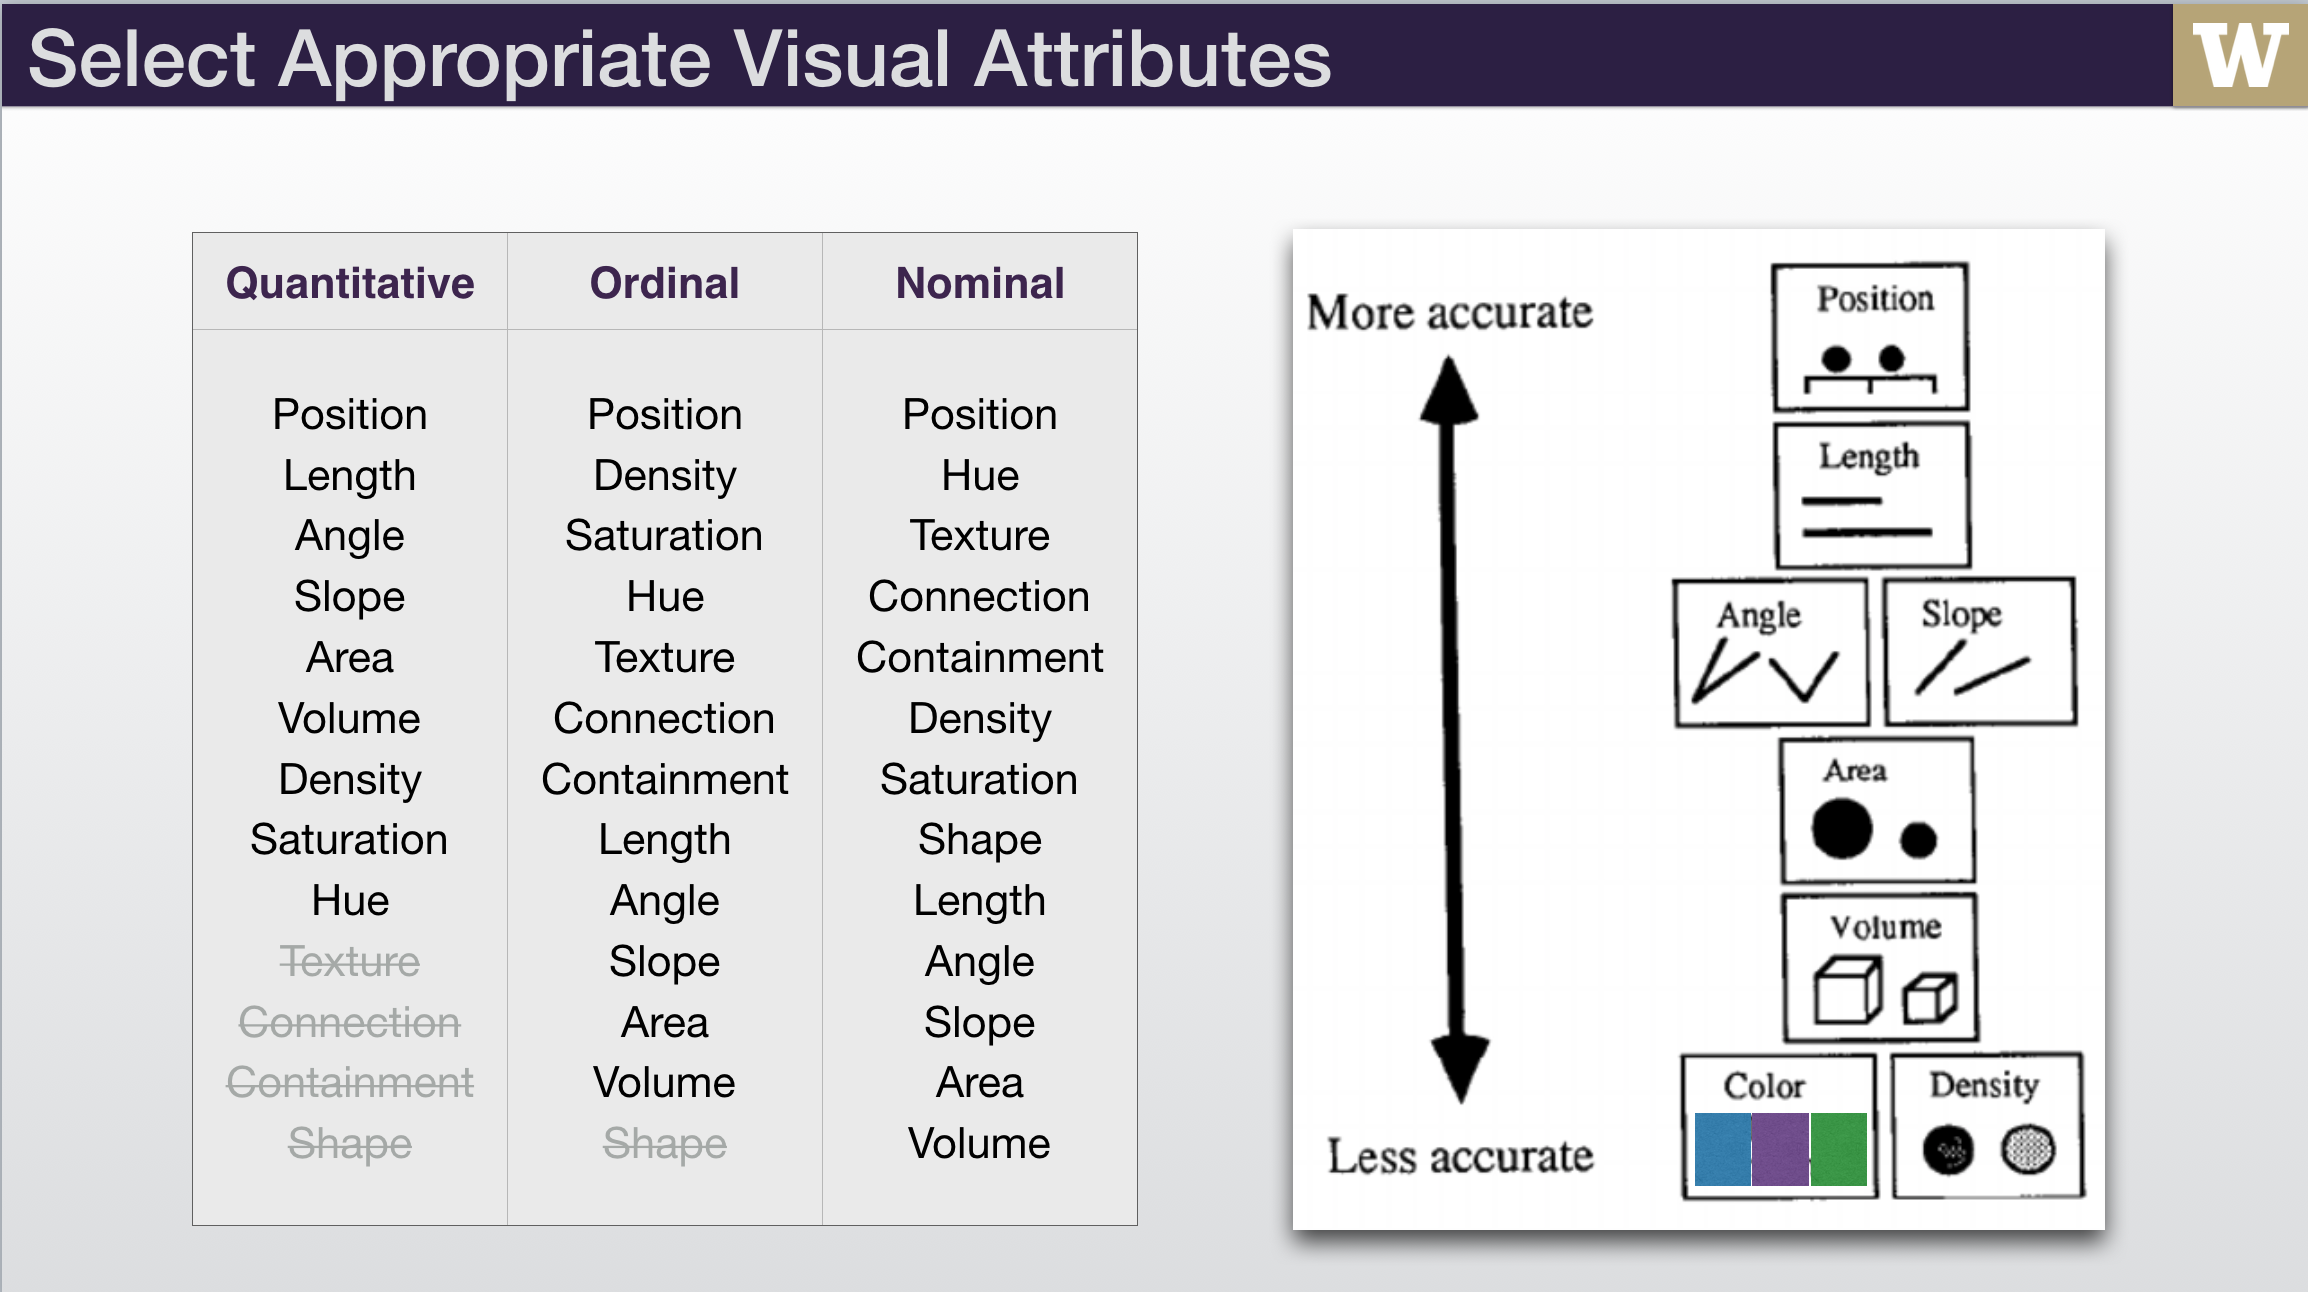 Select Appropriate Visual Attributes
W
Quantitative Ordinal Nominal
Position Position Position
Length Density Hue
Angle Saturation Texture
Slope Hue Connection
Area Texture Containment
Volume Connection Density
Density Containment Saturation
Saturation Length Shape
Hue Angle Length
Texture Slope Angle
Connection Area Slope
Containment Volume Area
Shape Shape Volume
More accurate
Position
Length
Angle Slope
Area
Volume
Color Density
Less accurate